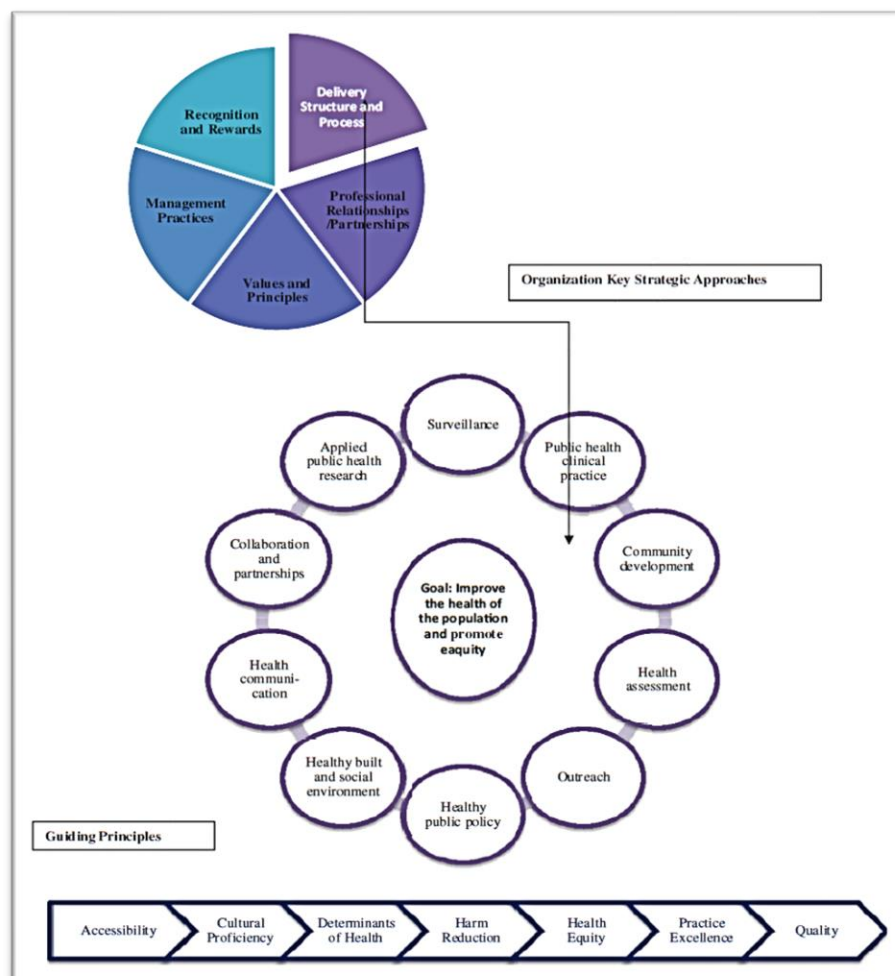 Delivery
Structure and
Process
Recognition
and Rewards
Management
Practices
Professional
Relationships
/Partnerships
Values and
Principles
Organization Key Strategic Approaches
Surveillance
Applied
public health
research
Public health
clinical
practice
Collaboration
and
partnerships
Community
development
Goal: Improve
the health of
the population
and promote
eaquity
Health
communi-
cation
Health
assessment
Healthy built
and social
environment
Outreach
Healthy
public policy
Guiding Principles
Accessibility
Cultural
Proficiency
Determinants
of Health
Harm
Reduction
Health
Equity
Practice
Excellence
Quality